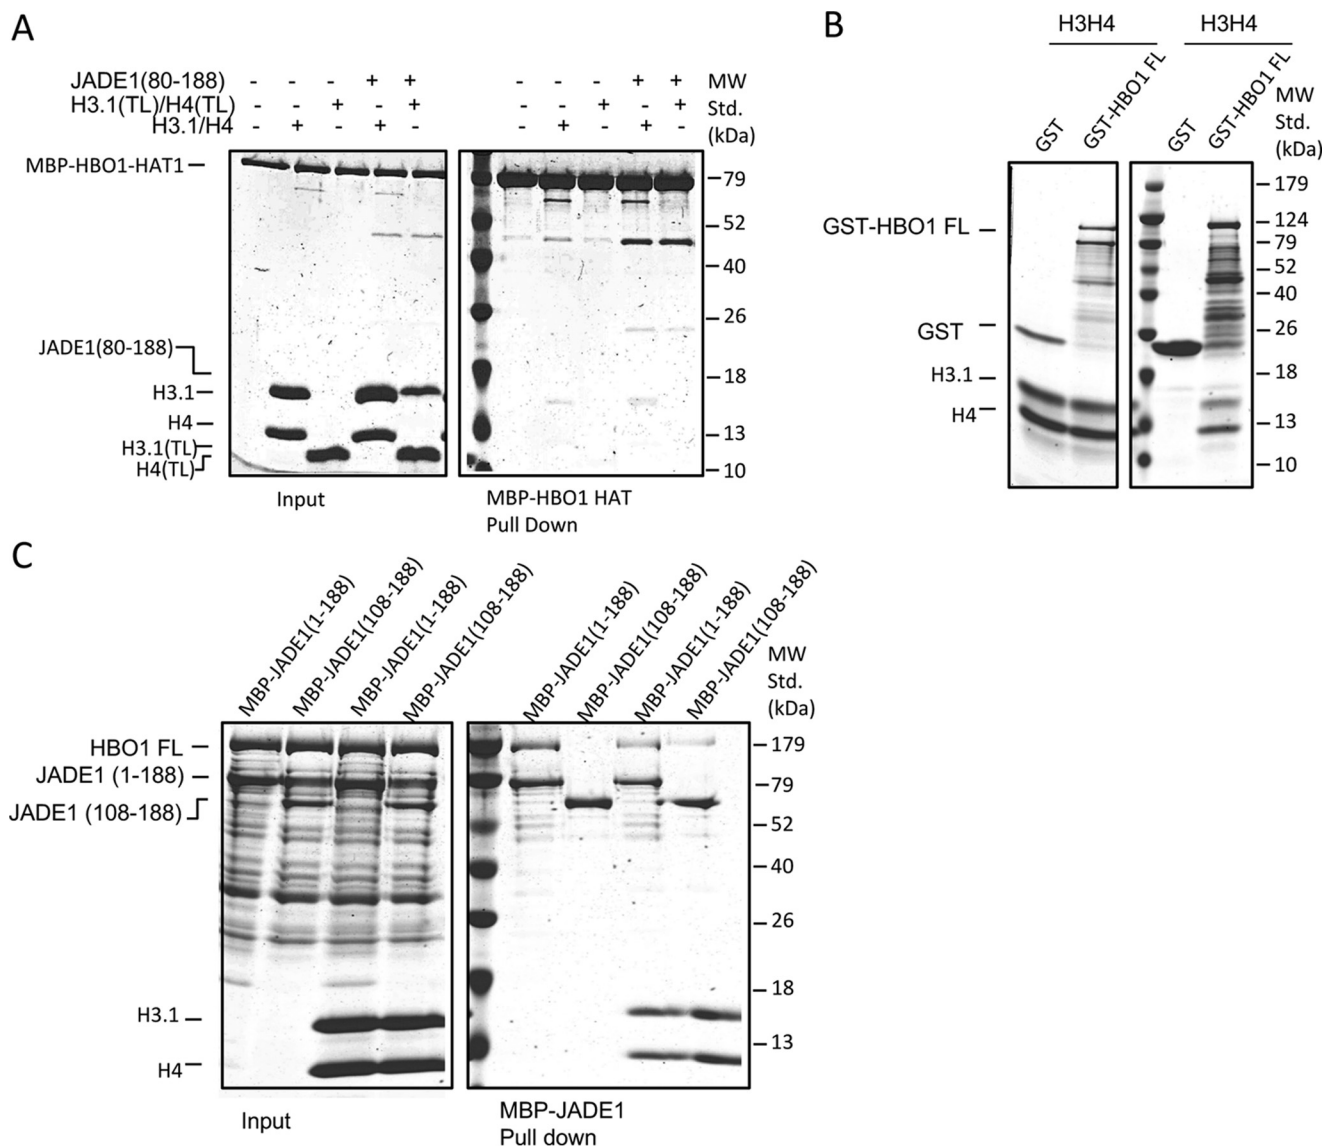 A
JADE1(80-188) - - - + + - - - + + MW
H3.1(TL)/H4(TL) - - + - + - - + - + Std.
H3.1/H4 - + - + - - + - + - (kDa)
MBP-HBO1-HAT1
JADE1(80-188)
H3.1
H4
H3.1(TL)
H4(TL)
79
52
40
26
18
13
10
Input
MBP-HBO1 HAT
Pull Down
B
H3H4 H3H4
GST GST-HBO1 FL GST GST-HBO1 FL
MW
Std.
(kDa)
GST-HBO1 FL
GST
H3.1
H4
179
124
79
52
40
26
18
13
10
C
MBP-JADE1(1-188) MBP-JADE1(108-188) MBP-JADE1(1-188) MBP-JADE1(108-188) MBP-JADE1(1-188) MBP-JADE1(108-188) MBP-JADE1(1-188) MBP-JADE1(108-188)
MW
Std.
(kDa)
HBO1 FL
JADE1 (1-188)
JADE1 (108-188)
H3.1
H4
179
79
52
40
26
18
13
Input
MBP-JADE1
Pull down